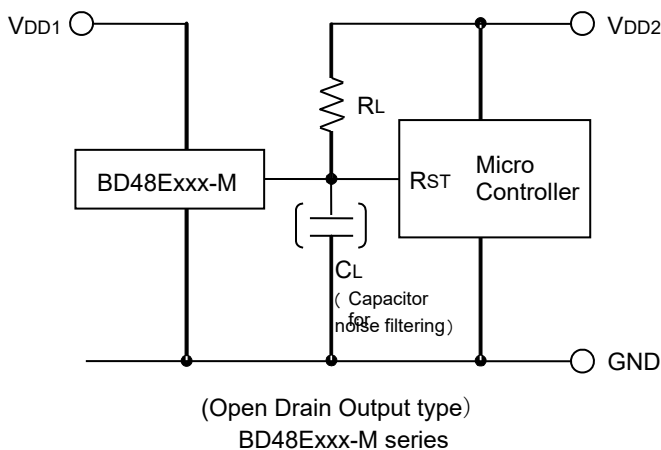 VDD1
VDD2
RL
BD48Exxx-M
RST
Micro
Controller
CL
( Capacitor
for
noise filtering）
GND
(Open Drain Output type）
BD48Exxx-M series